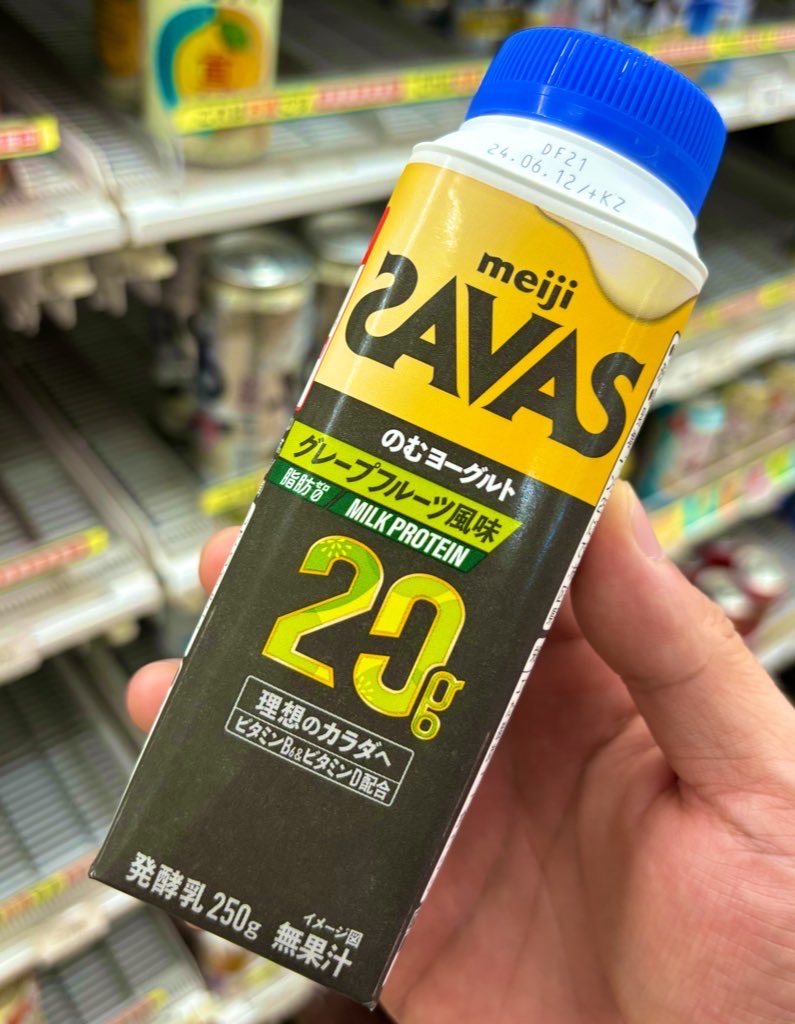 DF21
24.06.12/+KZ
meiji
SAVAS
のむヨーグルト
グレープフルーツ風味
脂肪ゼロ
MILK PROTEIN
20g
理想のカラダへ
ビタミンB6&ビタミンD配合
発酵乳 250g
イメージ図
無果汁